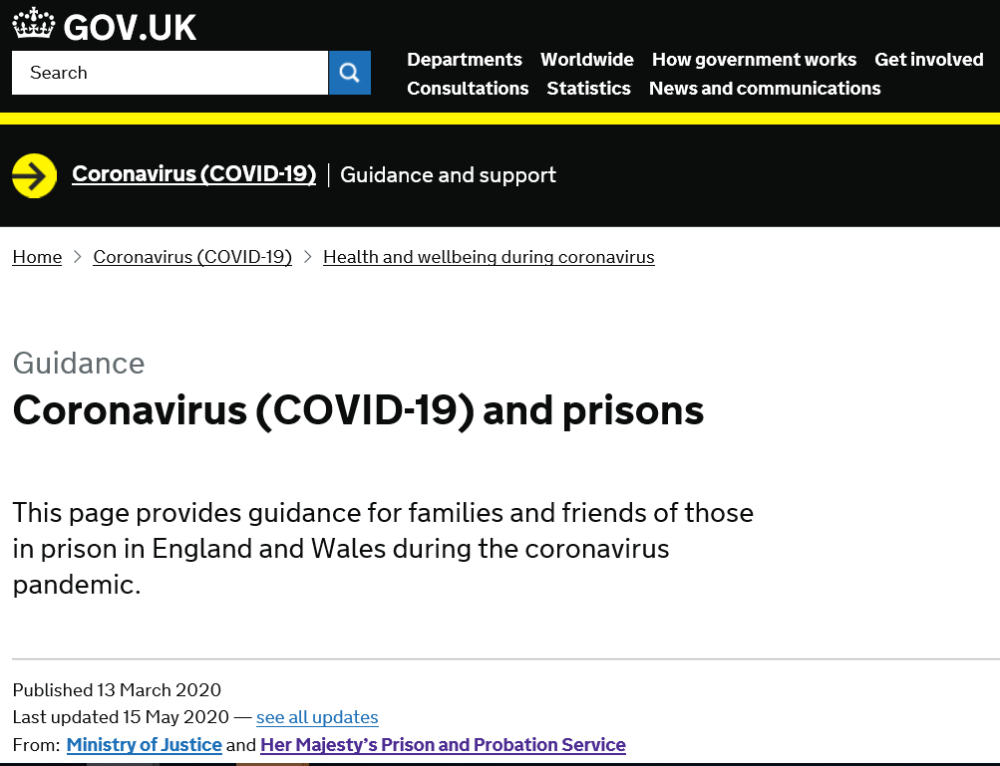 GOV.UK
Search
Departments Worldwide How government works Get involved
Consultations Statistics News and communications
Coronavirus (COVID-19) | Guidance and support
Home > Coronavirus (COVID-19) > Health and wellbeing during coronavirus
Guidance
Coronavirus (COVID-19) and prisons
This page provides guidance for families and friends of those
in prison in England and Wales during the coronavirus
pandemic.
Published 13 March 2020
Last updated 15 May 2020 — see all updates
From: Ministry of Justice and Her Majesty's Prison and Probation Service